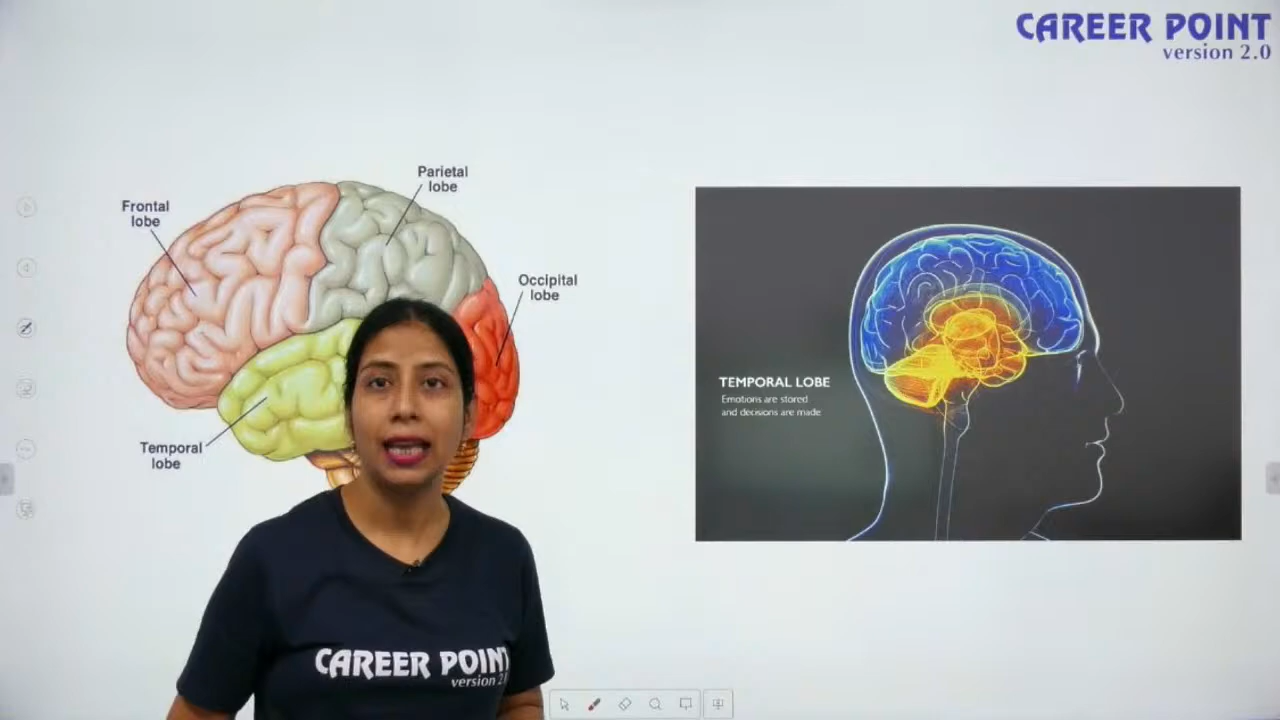 CAREER POINT
version 2.0
Parietal
lobe
Frontal
lobe
Occipital
lobe
Temporal
lobe
TEMPORAL LOBE
Emotions are stored
and decisions are made
CAREER POINT
version 2